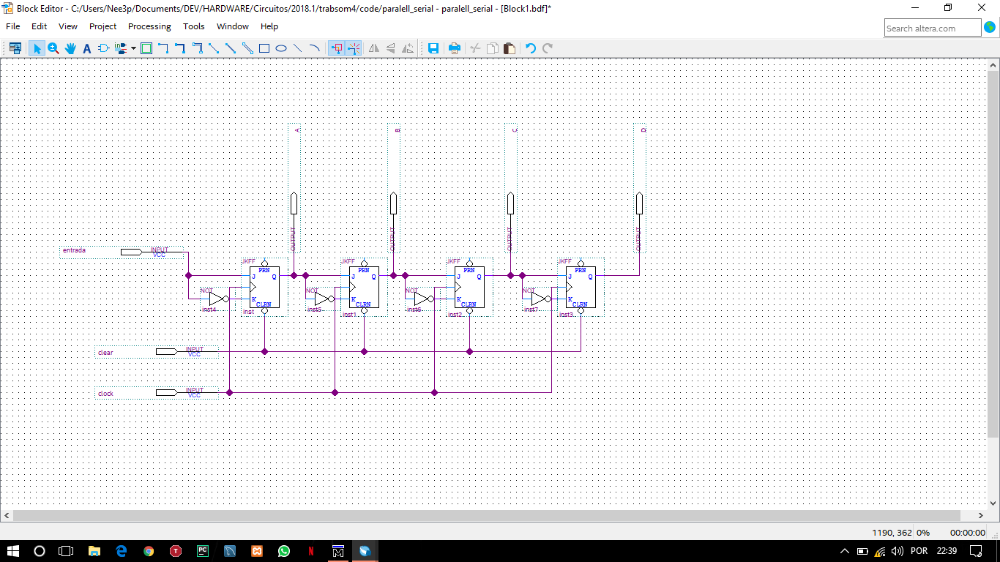 Block Editor - C:/Users/Nee3p/Documents/DEV/HARDWARE/Circuitos/2018.1/trabsom4/code/paralell_serial - paralell_serial - [Block1.bdf]*
File Edit View Project Processing Tools Window Help
Search altera.com
A B C D
OUTPUT OUTPUT OUTPUT OUTPUT
entrada INPUT
VCC
JKFF JKFF JKFF JKFF
PRN PRN PRN PRN
J Q J Q J Q J Q
NOT NOT NOT NOT
K K K K
CLRN CLRN CLRN CLRN
inst4 inst inst5 inst1 inst6 inst2 inst7 inst3
clear INPUT
VCC
clock INPUT
VCC
1190, 362 0% 00:00:00
POR 22:39